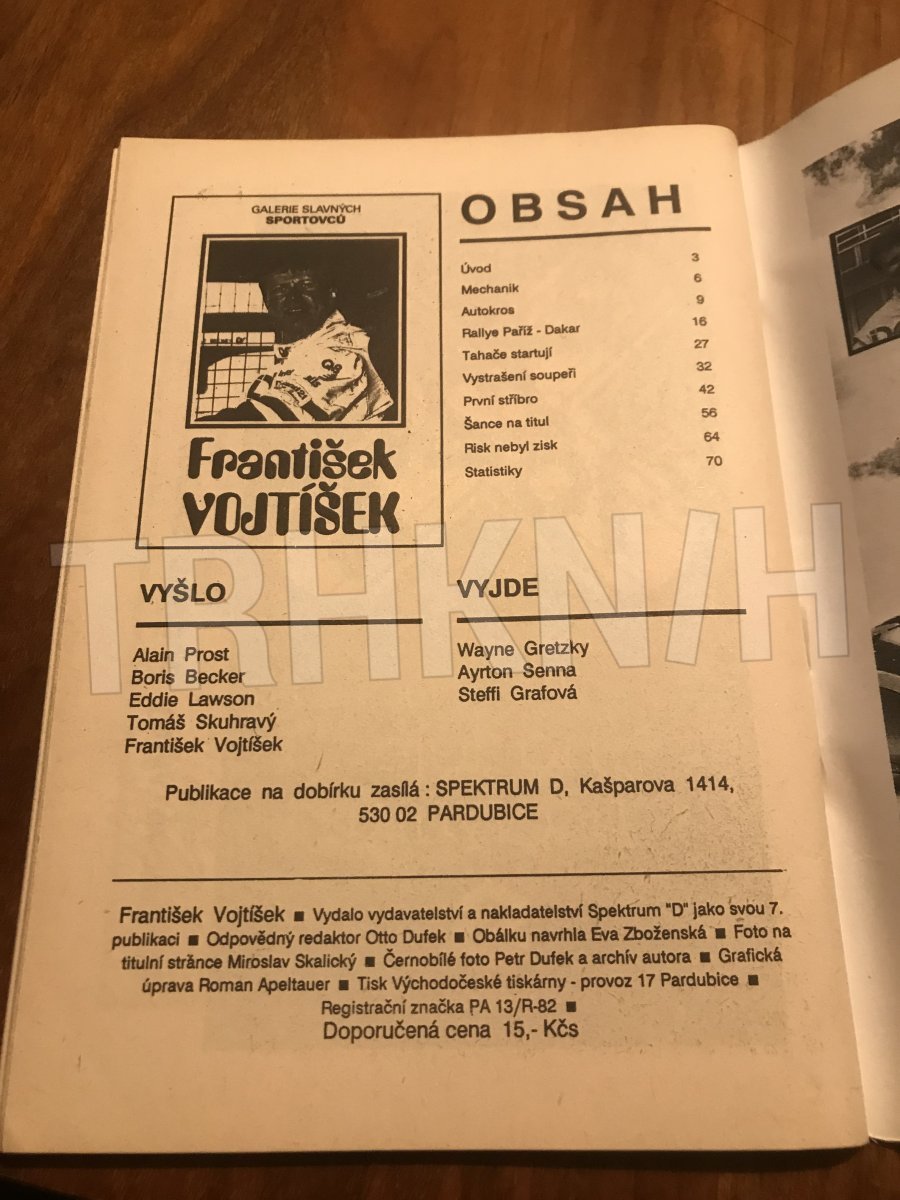 GALERIE SLAVNÝCH
SPORTOVCŮ
František
VOJTÍŠEK
OBSAH
Úvod 3
Mechanik 6
Autokros 9
Rallye Paříž - Dakar 16
Tahače startují 27
Vystrašení soupeři 32
První stříbro 42
Šance na titul 56
Risk nebyl zisk 64
Statistiky 70
TRHKN/H
VYŠLO
Alain Prost
Boris Becker
Eddie Lawson
Tomáš Skuhravý
František Vojtíšek
VYJDE
Wayne Gretzky
Ayrton Senna
Steffi Grafová
Publikace na dobírku zasílá : SPEKTRUM D, Kašparova 1414,
530 02 PARDUBICE
František Vojtíšek ■ Vydalo vydavatelství a nakladatelství Spektrum "D" jako svou 7.
publikaci ■ Odpovědný redaktor Otto Dufek ■ Obálku navrhla Eva Zboženská ■ Foto na
titulní stránce Miroslav Skalický ■ Černobílé foto Petr Dufek a archív autora ■ Grafická
úprava Roman Apeltauer ■ Tisk Východočeské tiskárny - provoz 17 Pardubice ■
Registrační značka PA 13/R-82 ■
Doporučená cena 15,- Kčs